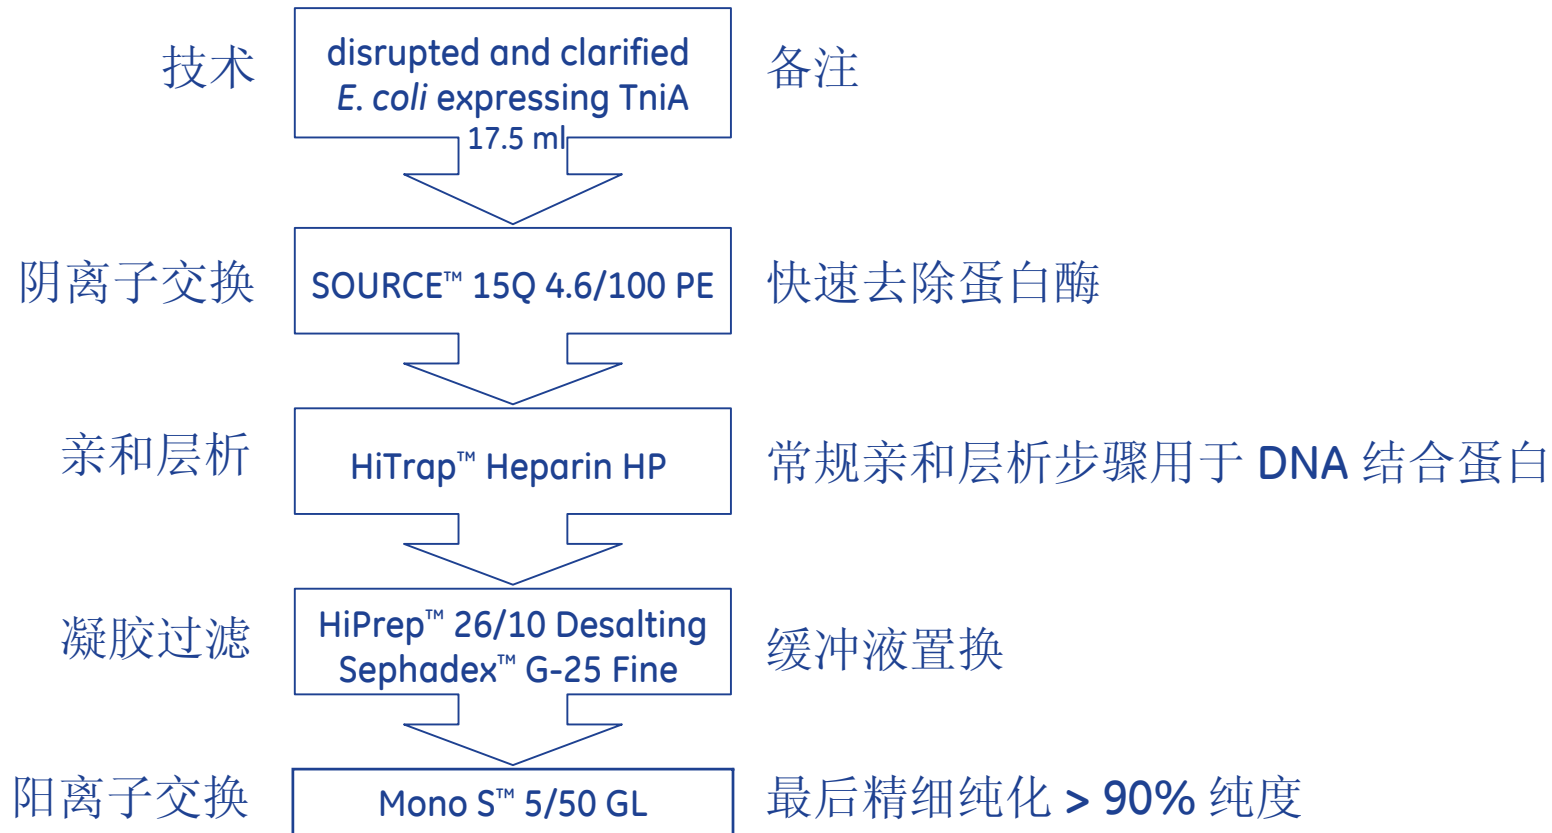 技术
disrupted and clarified
E. coli expressing TniA
17.5 ml
备注
阴离子交换
SOURCE™ 15Q 4.6/100 PE
快速去除蛋白酶
亲和层析
HiTrap™ Heparin HP
常规亲和层析步骤用于 DNA 结合蛋白
凝胶过滤
HiPrep™ 26/10 Desalting
Sephadex™ G-25 Fine
缓冲液置换
阳离子交换
Mono S™ 5/50 GL
最后精细纯化 > 90% 纯度